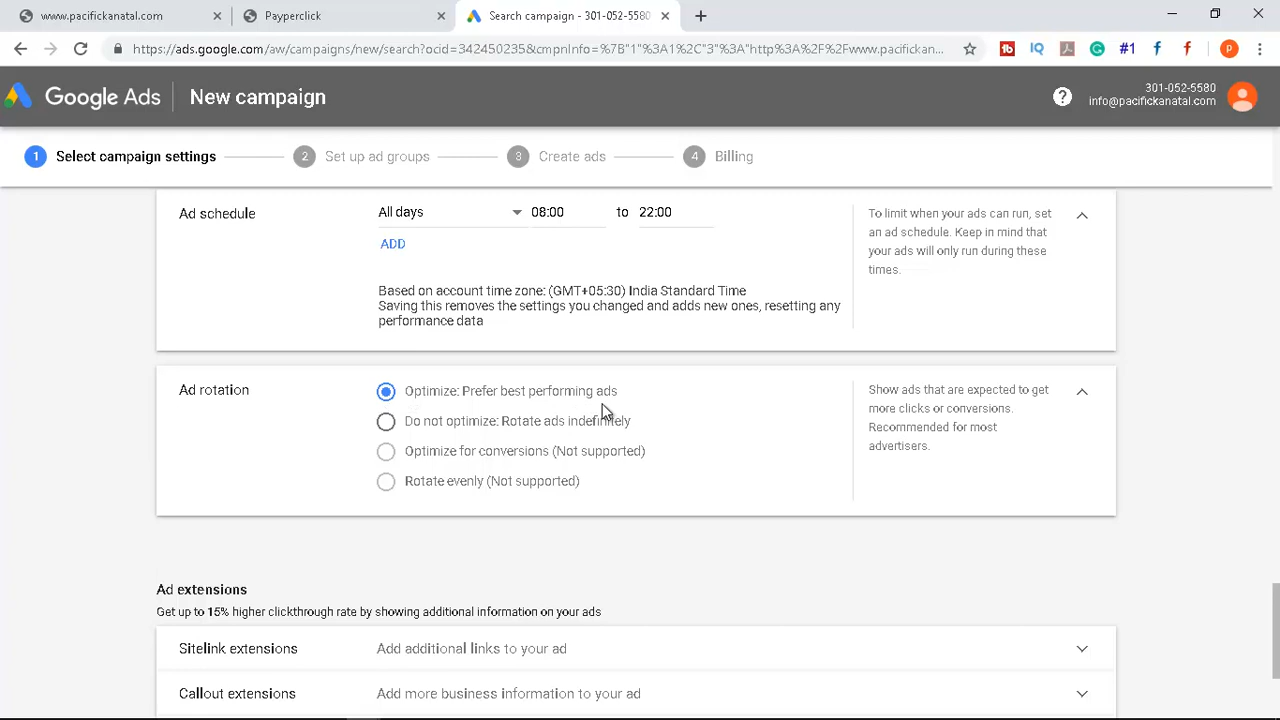 www.pacifickanatal.com
Payperclick
Search campaign - 301-052-5580
https://ads.google.com/aw/campaigns/new/search?ocid=342450235&cmpnInfo=%7B"1"%3A1%2C"3"%3A"http%3A%2F%2Fwww.pacifickan...
IQ
#1
P
Google Ads
New campaign
301-052-5580
info@pacifickanatal.com
1 Select campaign settings
2 Set up ad groups
3 Create ads
4 Billing
Ad schedule
All days
08:00
to
22:00
ADD
Based on account time zone: (GMT+05:30) India Standard Time
Saving this removes the settings you changed and adds new ones, resetting any
performance data
To limit when your ads can run, set
an ad schedule. Keep in mind that
your ads will only run during these
times.
Ad rotation
Optimize: Prefer best performing ads
Do not optimize: Rotate ads indefinitely
Optimize for conversions (Not supported)
Rotate evenly (Not supported)
Show ads that are expected to get
more clicks or conversions.
Recommended for most
advertisers.
Ad extensions
Get up to 15% higher clickthrough rate by showing additional information on your ads
Sitelink extensions
Add additional links to your ad
Callout extensions
Add more business information to your ad